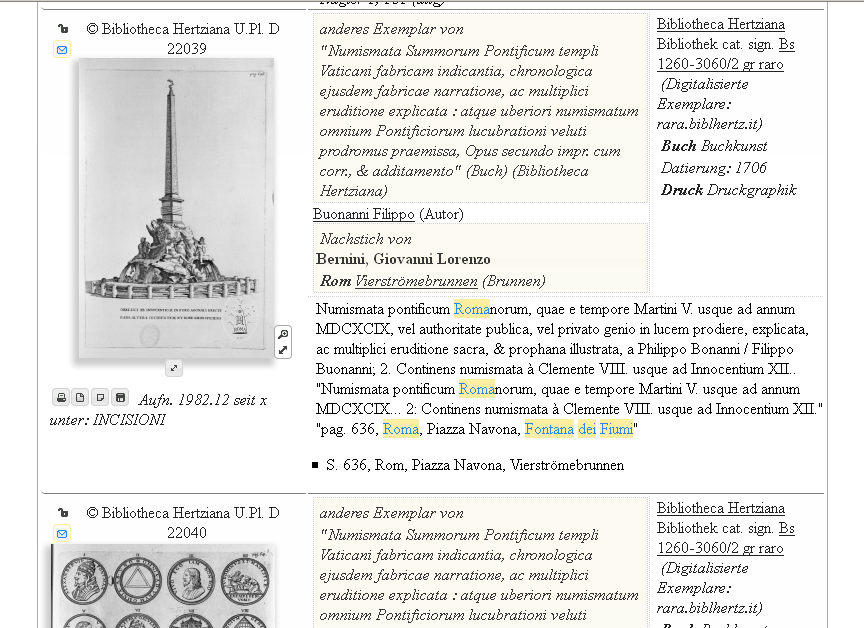 © Bibliotheca Hertziana U.Pl. D
22039
Aufn. 1982.12 seit x
unter: INCISIONI
anderes Exemplar von
"Numismata Summorum Pontificum templi
Vaticani fabricam indicantia, chronologica
ejusdem fabricae narratione, ac multiplici
eruditione explicata : atque uberiori numismatum
omnium Pontificiorum lucubrationi veluti
prodromus praemissa, Opus secundo impr. cum
corr., & additamento" (Buch) (Bibliotheca
Hertziana)
Buonanni Filippo (Autor)
Nachstich von
Bernini, Giovanni Lorenzo
Rom Vierströmebrunnen (Brunnen)
Bibliotheca Hertziana
Bibliothek cat. sign. Bs
1260-3060/2 gr raro
(Digitalisierte
Exemplare:
rara.biblhertz.it)
Buch Buchkunst
Datierung: 1706
Druck Druckgraphik
Numismata pontificum Romanorum, quae e tempore Martini V. usque ad annum
MDCXCIX, vel authoritate publica, vel privato genio in lucem prodiere, explicata,
ac multiplici eruditione sacra, & prophana illustrata, a Philippo Bonanni / Filippo
Buonanni; 2. Continens numismata à Clemente VIII. usque ad Innocentium XII..
"Numismata pontificum Romanorum, quae e tempore Martini V. usque ad annum
MDCXCIX... 2: Continens numismata à Clemente VIII. usque ad Innocentium XII."
"pag. 636, Roma, Piazza Navona, Fontana dei Fiumi"
S. 636, Rom, Piazza Navona, Vierströmebrunnen
© Bibliotheca Hertziana U.Pl. D
22040
anderes Exemplar von
"Numismata Summorum Pontificum templi
Vaticani fabricam indicantia, chronologica
ejusdem fabricae narratione, ac multiplici
eruditione explicata : atque uberiori numismatum
omnium Pontificiorum lucubrationi veluti
Bibliotheca Hertziana
Bibliothek cat. sign. Bs
1260-3060/2 gr raro
(Digitalisierte
Exemplare:
rara.biblhertz.it)